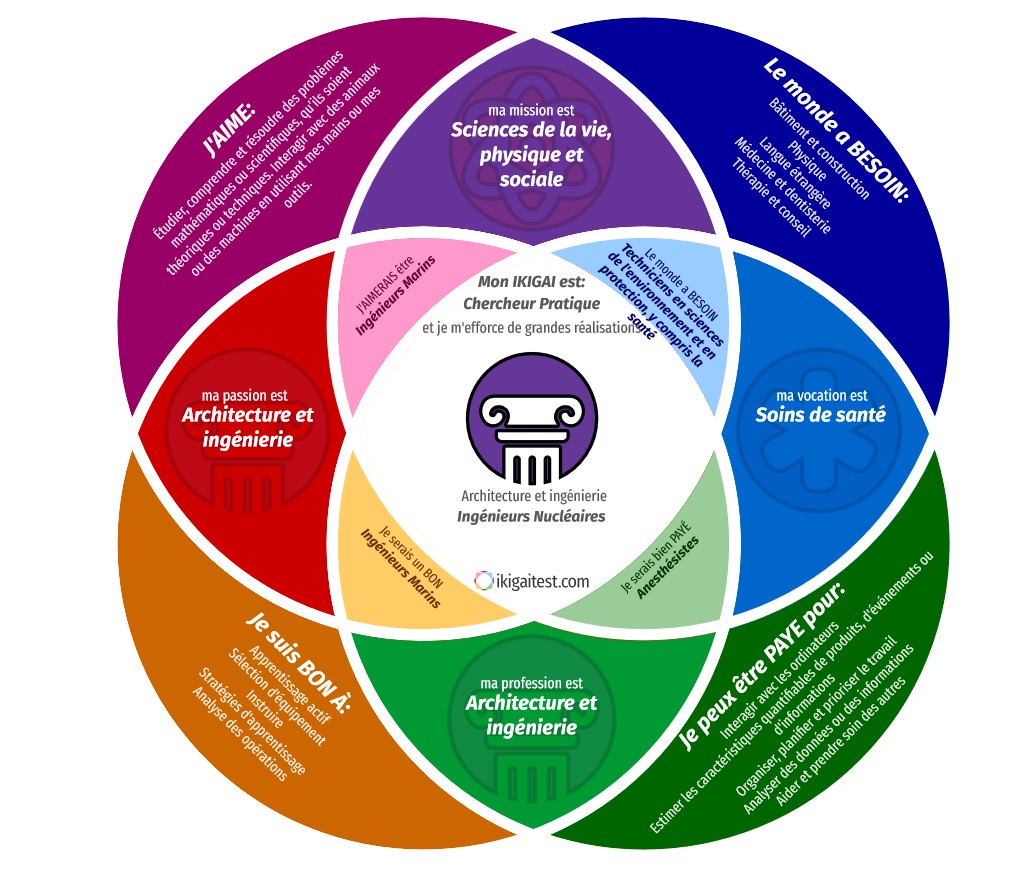 J'AIME:
Étudier, comprendre et résoudre des problèmes
mathématiques ou scientifiques, qu'ils soient
théoriques ou techniques. Interagir avec des animaux
ou des machines en utilisant mes mains ou mes
outils.
ma mission est
Sciences de la vie,
physique et
sociale
Le monde a BESOIN:
Bâtiment et construction
Physique
Langue étrangère
Médecine et dentisterie
Thérapie et conseil
J'AIMERAIS être
Ingénieurs Marins
Mon IKIGAI est:
Chercheur Pratique
et je m'efforce de grandes réalisations
Le monde a BESOIN
Techniciens en sciences
de l'environnement et en
protection, y compris la
santé
ma passion est
Architecture et
ingénierie
ma vocation est
Soins de santé
Architecture et ingénierie
Ingénieurs Nucléaires
Je serais un BON
Ingénieurs Marins
Je serais bien PAYÉ
Anesthésistes
ikigaitest.com
Je suis BON À:
Apprentissage actif
Sélection d'équipement
Instruire
Stratégies d'apprentissage
Analyse des opérations
ma profession est
Architecture et
ingénierie
Je peux être PAYE pour:
Interagir avec les ordinateurs
Estimer les caractéristiques quantifiables de produits, d'événements ou
d'informations
Organiser, planifier et prioriser le travail
Analyser des données ou des informations
Aider et prendre soin des autres